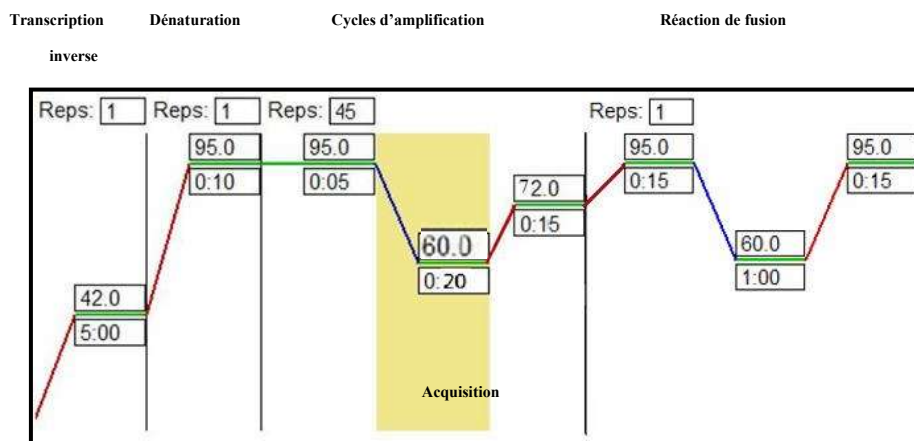 Transcription Dénaturation Cycles d'amplification Réaction de fusion
inverse
Reps: 1 Reps: 1 Reps: 45 Reps: 1
95.0 95.0 95.0 95.0
0:10 0:05 0:15 0:15
72.0
0:15
60.0 60.0
0:20 1:00
42.0
5:00
Acquisition